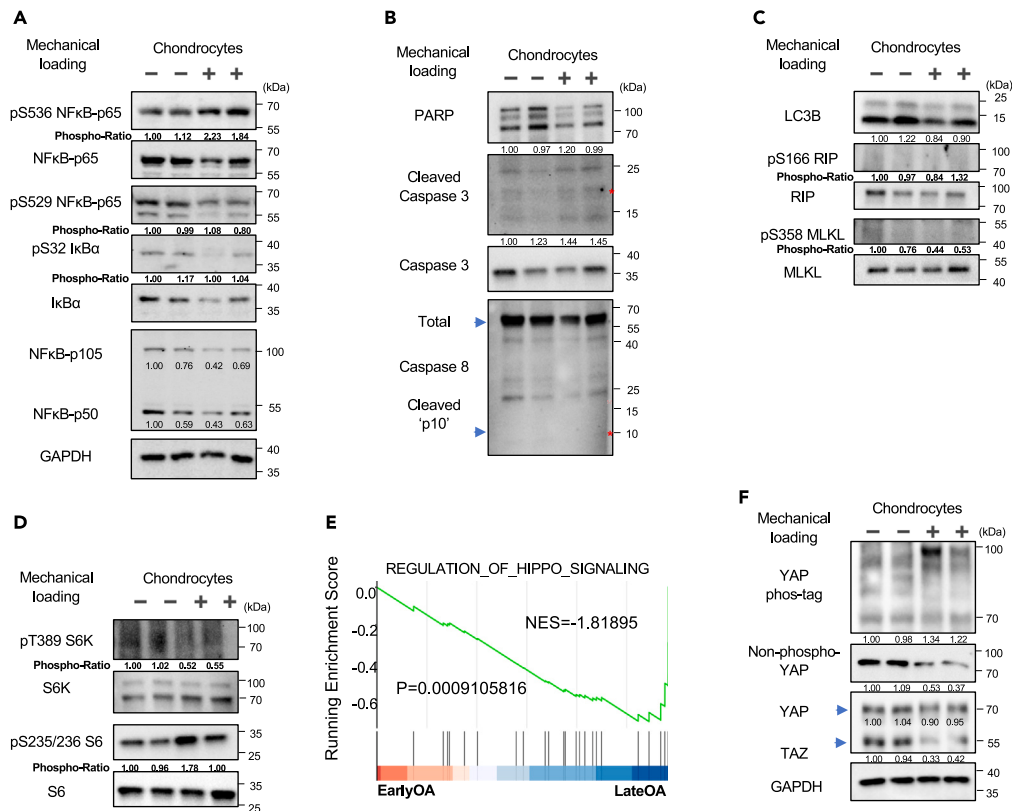 A
Mechanical loading
Chondrocytes
− − + +
(kDa)
pS536 NFκB-p65
70
55
Phospho-Ratio 1.00 1.12 2.23 1.84
NFκB-p65
70
55
pS529 NFκB-p65
70
55
Phospho-Ratio 1.00 0.99 1.08 0.80
pS32 IκBα
40
Phospho-Ratio 1.00 1.17 1.00 1.04
IκBα
40
35
NFκB-p105
100
1.00 0.76 0.42 0.69
NFκB-p50
55
1.00 0.59 0.43 0.63
GAPDH
40
35
B
Mechanical loading
Chondrocytes
− − + +
(kDa)
PARP
100
70
1.00 0.97 1.20 0.99
Cleaved
Caspase 3
25
*
15
1.00 1.23 1.44 1.45
Caspase 3
40
35
30
Total
70
55
40
Caspase 8
25
15
Cleaved
'p10'
10
*
C
Mechanical loading
Chondrocytes
− − + +
(kDa)
LC3B
25
15
1.00 1.22 0.84 0.90
pS166 RIP
100
70
Phospho-Ratio 1.00 0.97 0.84 1.32
RIP
100
70
pS358 MLKL
55
40
Phospho-Ratio 1.00 0.76 0.44 0.53
MLKL
55
40
D
Mechanical loading
Chondrocytes
− − + +
(kDa)
pT389 S6K
100
70
Phospho-Ratio 1.00 1.02 0.52 0.55
S6K
100
70
pS235/236 S6
35
25
Phospho-Ratio 1.00 0.96 1.78 1.00
S6
35
25
E
REGULATION_OF_HIPPO_SIGNALING
Running Enrichment Score
0.0
−0.2
−0.4
−0.6
NES=-1.81895
P=0.0009105816
EarlyOA
LateOA
F
Mechanical loading
Chondrocytes
− − + +
(kDa)
YAP
phos-tag
100
70
1.00 0.98 1.34 1.22
Non-phospho-
YAP
100
70
1.00 1.09 0.53 0.37
YAP
70
1.00 1.04 0.90 0.95
TAZ
55
1.00 0.94 0.33 0.42
GAPDH
40
35